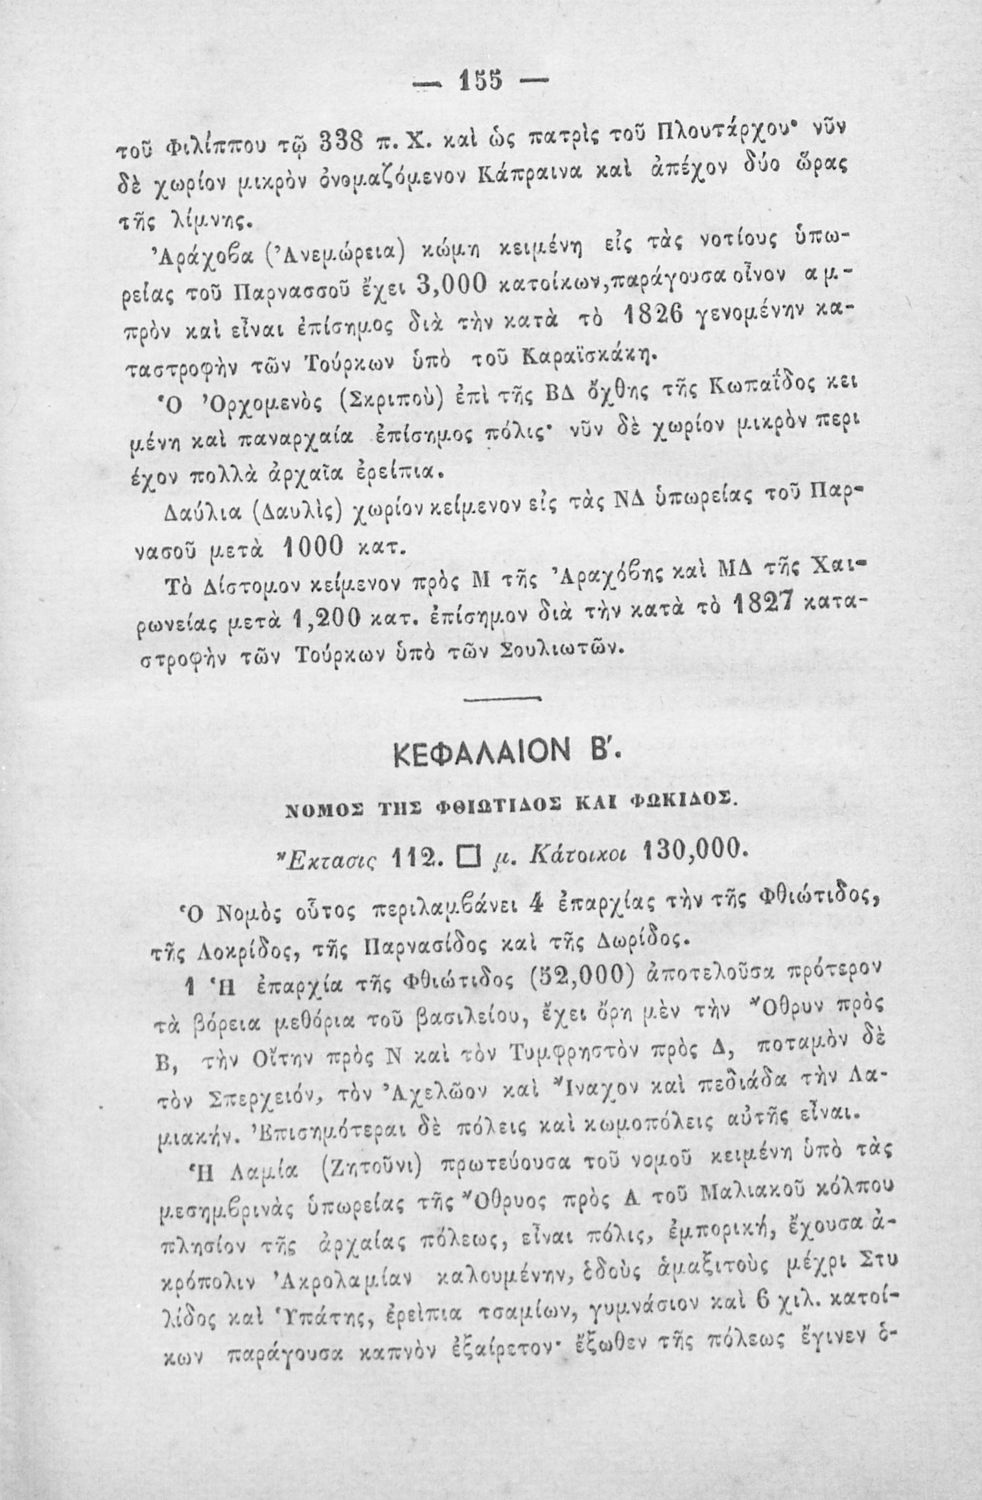 — 155 —
τοῦ Φιλίππου τῷ 338 π. Χ. καὶ ὡς πατρὶς τοῦ Πλουτάρχου· νῦν
δὲ χωρίον μικρὸν ὀνομαζόμενον Κάπραινα καὶ ἀπέχον δύο ὥρας
τῆς λίμνης.
Ἀράχοβα (Ἀνεμώρεια) κώμη κειμένη εἰς τὰς νοτίους ὑπω-
ρείας τοῦ Παρνασσοῦ ἔχει 3,000 κατοίκων,παράγουσα οἶνον αμ-
πρὸν καὶ εἶναι ἐπίσημος διὰ τὴν κατὰ τὸ 1826 γενομένην κα-
ταστροφὴν τῶν Τούρκων ὑπὸ τοῦ Καραϊσκάκη.
Ὁ Ὀρχομενὸς (Σκριποὺ) ἐπὶ τῆς ΒΔ ὄχθης τῆς Κωπαΐδος κει
μένη καὶ παναρχαία ἐπίσημος πόλις· νῦν δὲ χωρίον μικρὸν περι
έχον πολλὰ ἀρχαῖα ἐρείπια.
Δαύλια (Δαυλὶς) χωρίον κείμενον εἰς τὰς ΝΔ ὑπωρείας τοῦ Παρ-
νασοῦ μετὰ 1000 κατ.
Τὸ Δίστομον κείμενον πρὸς Μ τῆς Ἀραχόβης καὶ ΜΔ τῆς Χαι-
ρωνείας μετὰ 1,200 κατ. ἐπίσημον διὰ τὴν κατὰ τὸ 1827 κατα-
στροφὴν τῶν Τούρκων ὑπὸ τῶν Σουλιωτῶν.
ΚΕΦΑΛΑΙΟΝ Β΄.
ΝΟΜΟΣ ΤΗΣ ΦΘΙΩΤΙΔΟΣ ΚΑΙ ΦΩΚΙΔΟΣ.
Ἔκτασις 112. □ μ. Κάτοικοι 130,000.
Ὁ Νομὸς οὗτος περιλαμβάνει 4 ἐπαρχίας τὴν τῆς Φθιώτιδος,
τῆς Λοκρίδος, τῆς Παρνασίδος καὶ τῆς Δωρίδος.
1 Ἡ ἐπαρχία τῆς Φθιώτιδος (52,000) ἀποτελοῦσα πρότερον
τὰ βόρεια μεθόρια τοῦ βασιλείου, ἔχει ὄρη μὲν τὴν Ὄθρυν πρὸς
Β, τὴν Οἴτην πρὸς Ν καὶ τὸν Τυμφρηστὸν πρὸς Δ, ποταμὸν δὲ
τὸν Σπερχειόν, τὸν Ἀχελῶον καὶ Ἴναχον καὶ πεδιάδα τὴν Λα-
μιακήν. Ἐπισημότεραι δὲ πόλεις καὶ κωμοπόλεις αὐτῆς εἶναι.
Ἡ Λαμία (Ζητοῦνι) πρωτεύουσα τοῦ νομοῦ κειμένη ὑπὸ τὰς
μεσημβρινὰς ὑπωρείας τῆς Ὄθρυος πρὸς Δ τοῦ Μαλιακοῦ κόλπου
πλησίον τῆς ἀρχαίας πόλεως, εἶναι πόλις, ἐμπορική, ἔχουσα ἀ-
κρόπολιν Ἀκρολαμίαν καλουμένην, ὁδοὺς ἁμαξιτοὺς μέχρι Στυ
λίδος καὶ Ὑπάτης, ἐρείπια τσαμίων, γυμνάσιον καὶ 6 χιλ. κατοί-
κων παράγουσα καπνὸν ἐξαίρετον· ἔξωθεν τῆς πόλεως ἔγινεν ὁ-